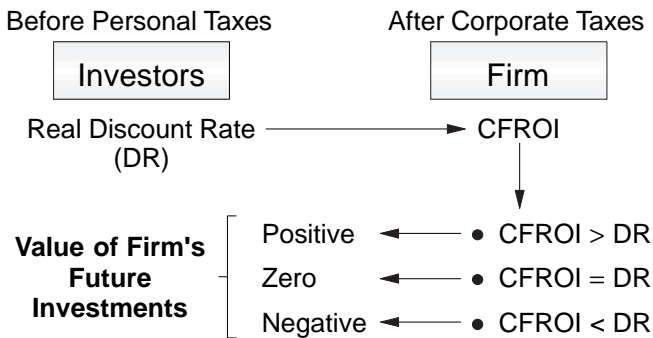 Before Personal Taxes
After Corporate Taxes
Investors
Firm
Real Discount Rate
(DR)
CFROI
Value of Firm's
Future
Investments
Positive
• CFROI > DR
Zero
• CFROI = DR
Negative
• CFROI < DR